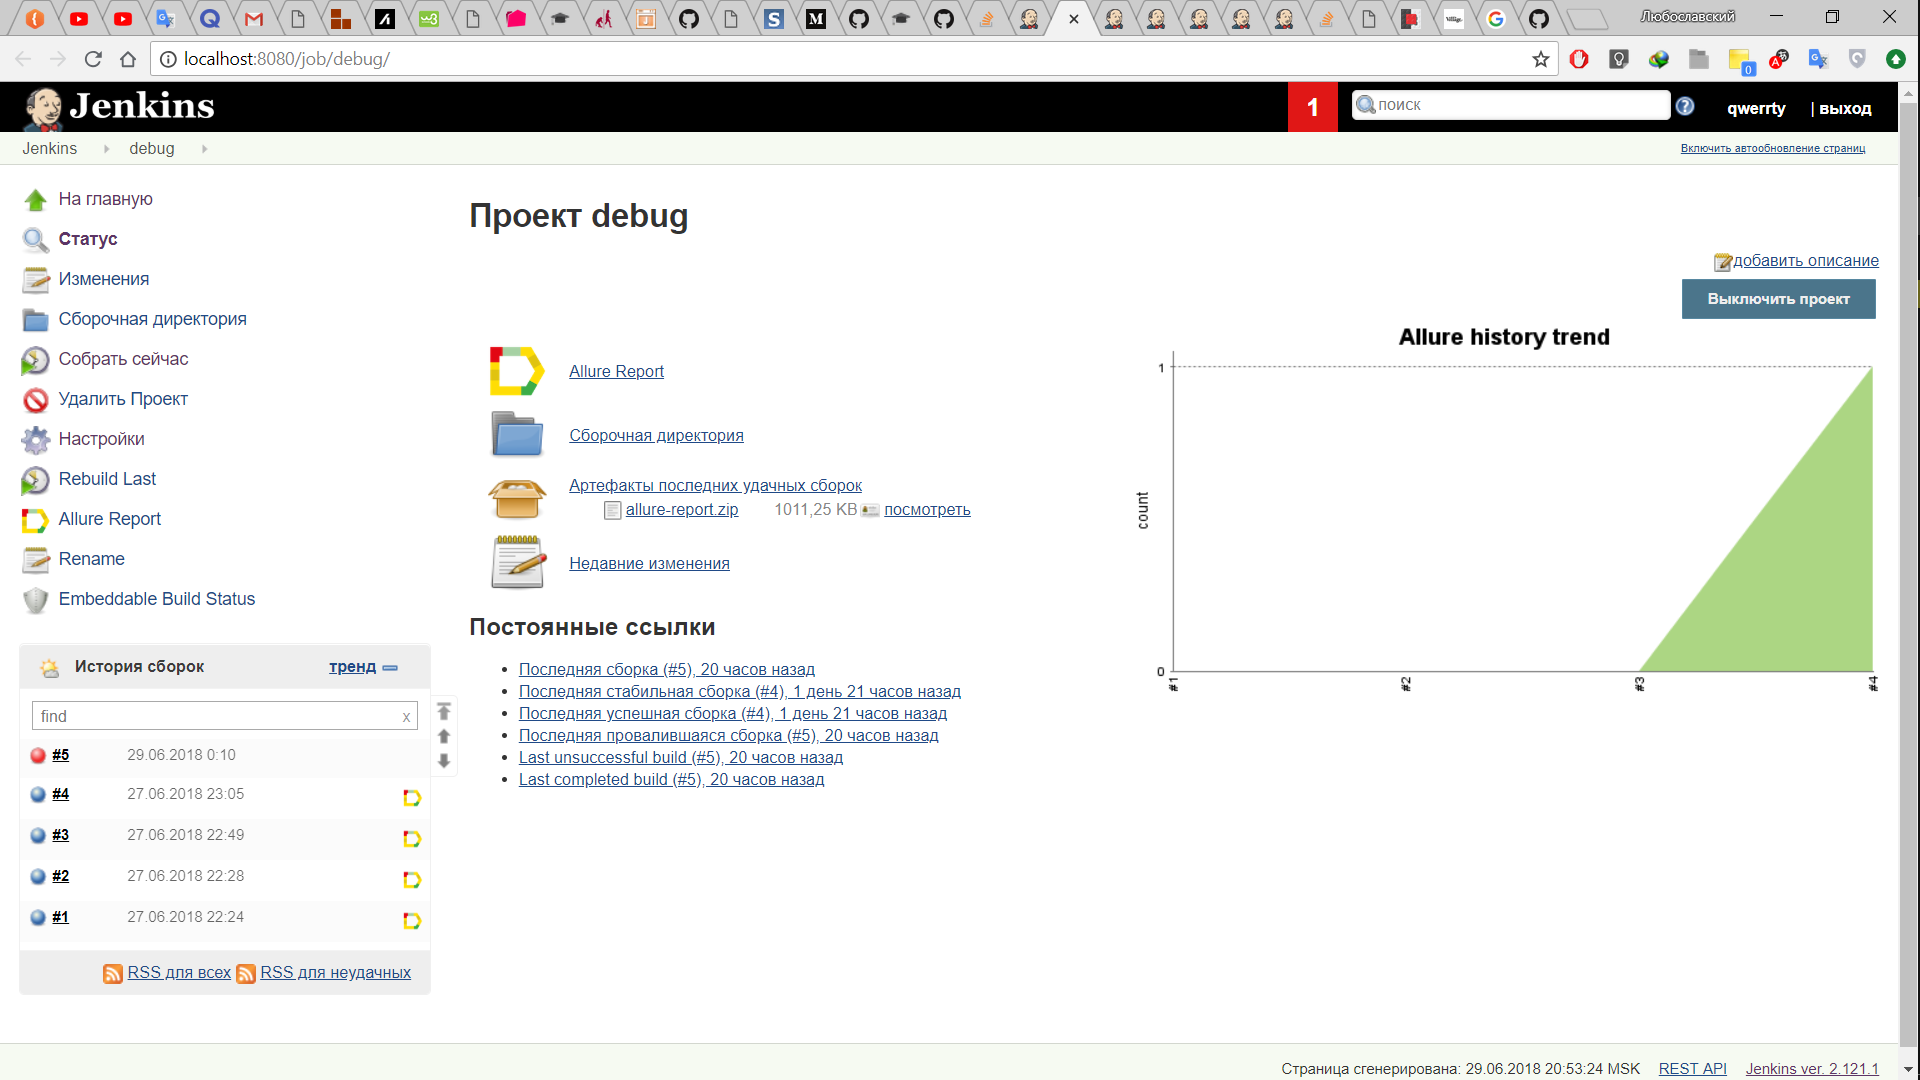 Любославский
localhost:8080/job/debug/
0
Jenkins
1
поиск
qwerrty
| выход
Jenkins
debug
Включить автообновление страниц
На главную
Статус
Изменения
Сборочная директория
Собрать сейчас
Удалить Проект
Настройки
Rebuild Last
Allure Report
Rename
Embeddable Build Status
История сборок
тренд
find
x
#5 29.06.2018 0:10
#4 27.06.2018 23:05
#3 27.06.2018 22:49
#2 27.06.2018 22:28
#1 27.06.2018 22:24
RSS для всех RSS для неудачных
Проект debug
добавить описание
Выключить проект
Allure Report
Сборочная директория
Артефакты последних удачных сборок
allure-report.zip 1011,25 KB посмотреть
Недавние изменения
Постоянные ссылки
Последняя сборка (#5), 20 часов назад
Последняя стабильная сборка (#4), 1 день 21 часов назад
Последняя успешная сборка (#4), 1 день 21 часов назад
Последняя провалившаяся сборка (#5), 20 часов назад
Last unsuccessful build (#5), 20 часов назад
Last completed build (#5), 20 часов назад
Allure history trend
1
count
0
#1 #2 #3 #4
Страница сгенерирована: 29.06.2018 20:53:24 MSK REST API Jenkins ver. 2.121.1